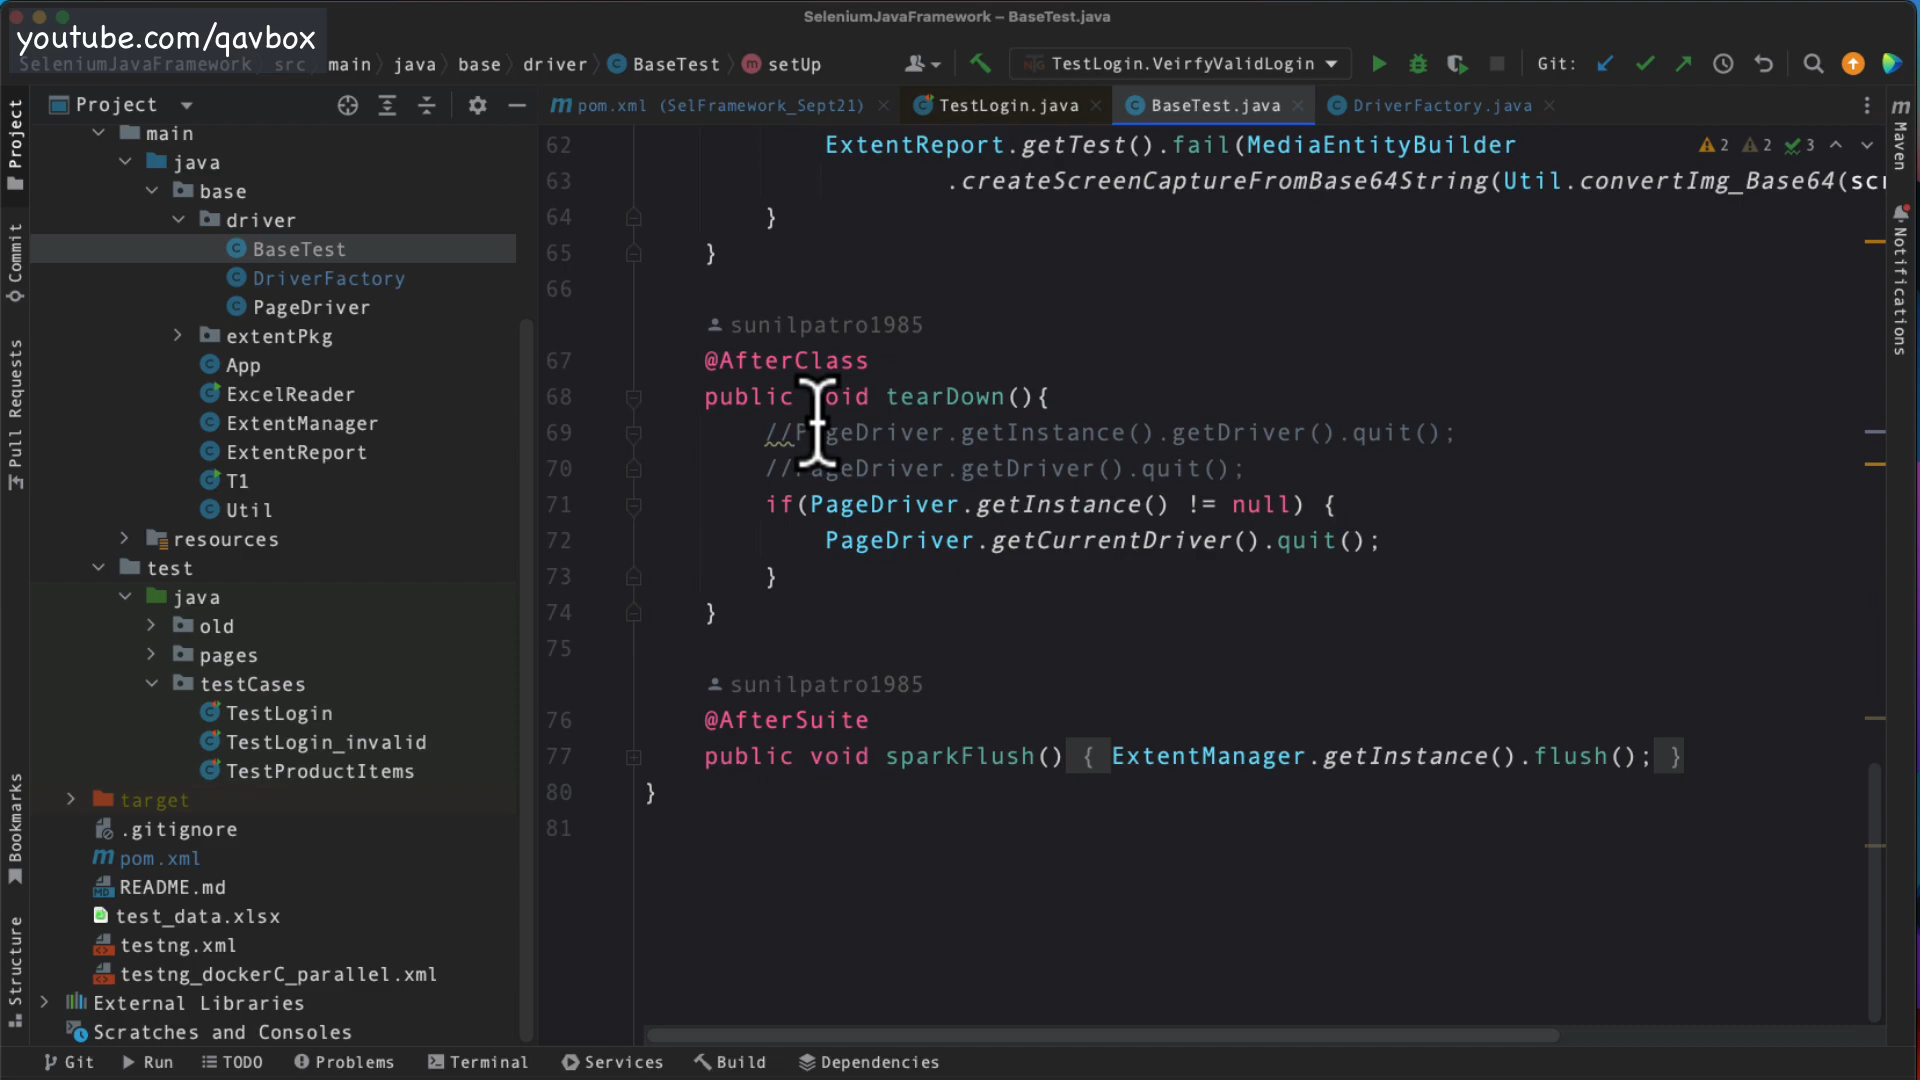 SeleniumJavaFramework – BaseTest.java
youtube.com/qavbox
SeleniumJavaFramework src main java base driver BaseTest setUp
TestLogin.VeirfyValidLogin
Git:
Project
pom.xml (SelFramework_Sept21)
TestLogin.java
BaseTest.java
DriverFactory.java
Project
Commit
Pull Requests
Bookmarks
Structure
main
java
base
driver
BaseTest
DriverFactory
PageDriver
extentPkg
App
ExcelReader
ExtentManager
ExtentReport
T1
Util
resources
test
java
old
pages
testCases
TestLogin
TestLogin_invalid
TestProductItems
target
.gitignore
pom.xml
README.md
test_data.xlsx
testng.xml
testng_dockerC_parallel.xml
External Libraries
Scratches and Consoles
62 ExtentReport.getTest().fail(MediaEntityBuilder
2 2 3
63 .createScreenCaptureFromBase64String(Util.convertImg_Base64(scr
64 }
65 }
66
sunilpatro1985
67 @AfterClass
68 public void tearDown(){
69 //PageDriver.getInstance().getDriver().quit();
70 //PageDriver.getDriver().quit();
71 if(PageDriver.getInstance() != null) {
72 PageDriver.getCurrentDriver().quit();
73 }
74 }
75
sunilpatro1985
76 @AfterSuite
77 public void sparkFlush() { ExtentManager.getInstance().flush(); }
80 }
81
Maven
Notifications
Git Run TODO Problems Terminal Services Build Dependencies